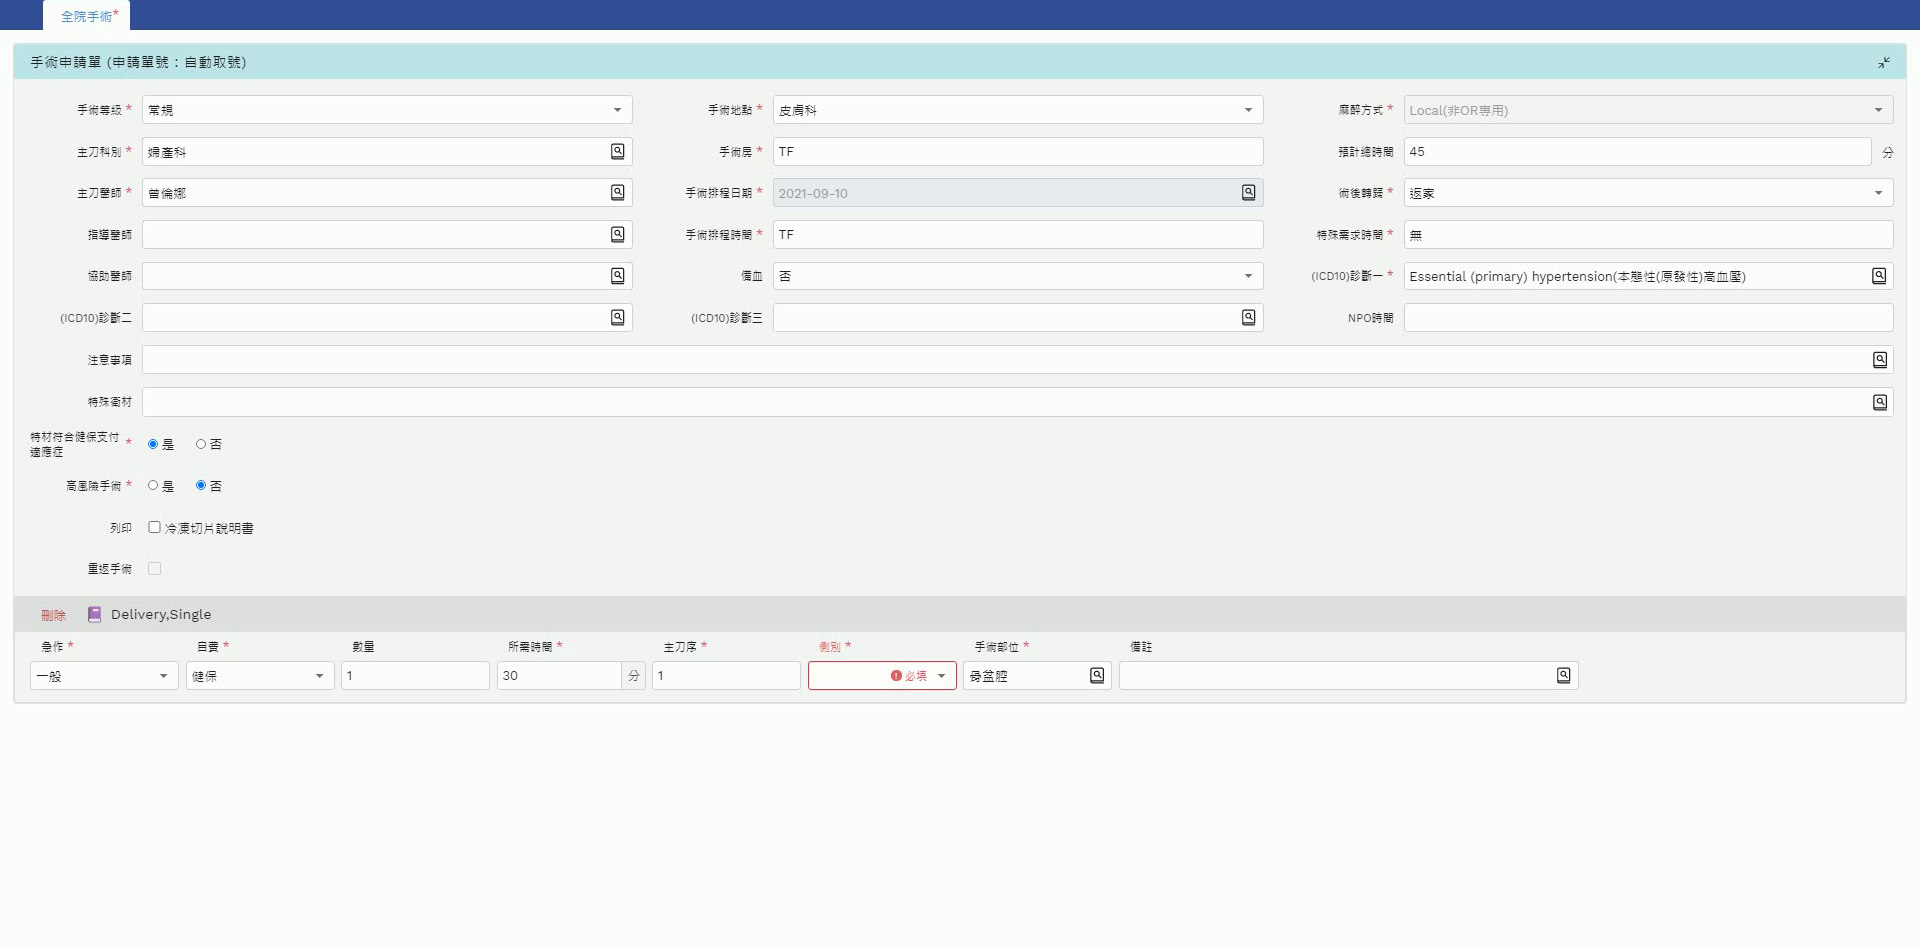 全院手術*
手術申請單 (申請單號：自動取號)
手術等級 * 常規 手術地點 * 皮膚科 麻醉方式 * Local(非OR專用)
主刀科別 * 婦產科 手術房 * TF 預計總時間 45 分
主刀醫師 * 曾倫娜 手術排程日期 * 2021-09-10 術後轉歸 * 返家
指導醫師 手術排程時間 * TF 特殊需求時間 * 無
協助醫師 備血 否 (ICD10)診斷一 * Essential (primary) hypertension(本態性(原發性)高血壓)
(ICD10)診斷二 (ICD10)診斷三 NPO時間
注意事項
特殊衛材
特材符合健保支付
適應症 * 是 否
高風險手術 * 是 否
列印 冷凍切片說明書
重返手術
刪除 Delivery,Single
急作 * 自費 * 數量 所需時間 * 主刀序 * 側別 * 手術部位 * 備註
一般 健保 1 30 分 1 必填 骨盆腔